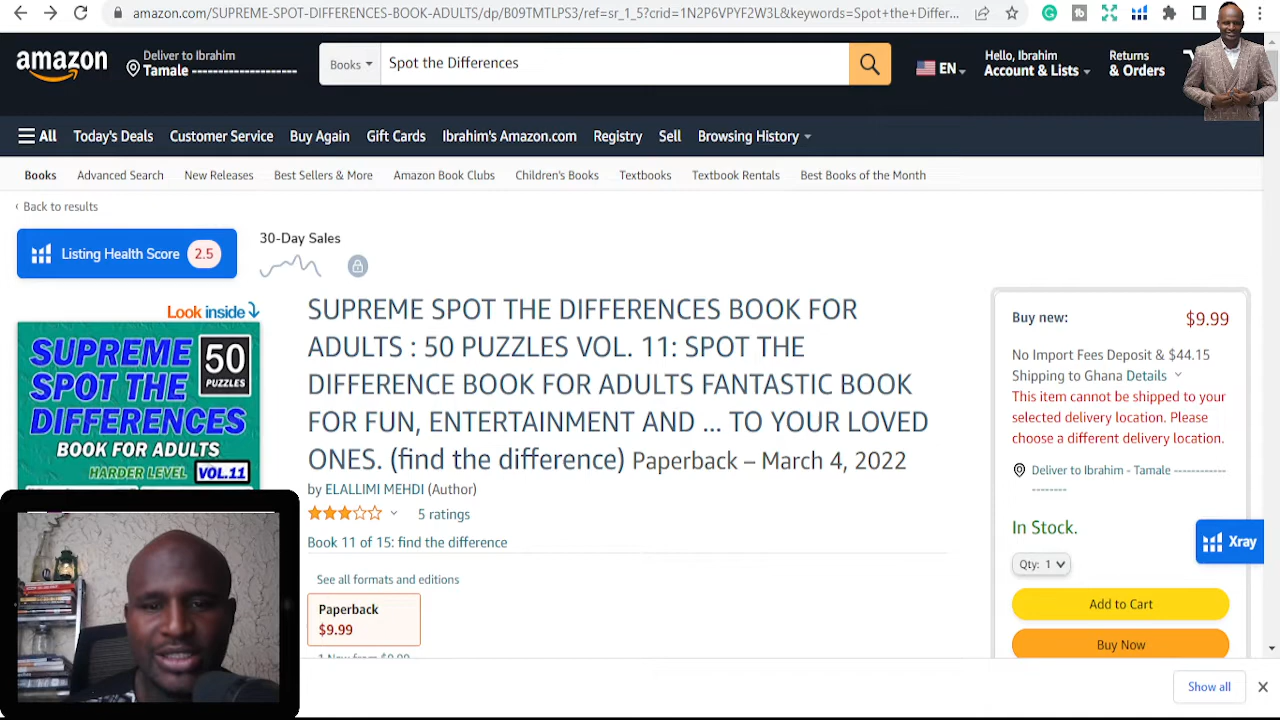 amazon.com/SUPREME-SPOT-DIFFERENCES-BOOK-ADULTS/dp/B09TMTLPS3/ref=sr_1_5?crid=1N2P6VPYF2W3L&keywords=Spot+the+Differ...
amazon
Deliver to Ibrahim
Tamale --------------------
Books
Spot the Differences
EN
Hello, Ibrahim
Account & Lists
Returns
& Orders
All
Today's Deals
Customer Service
Buy Again
Gift Cards
Ibrahim's Amazon.com
Registry
Sell
Browsing History
Books
Advanced Search
New Releases
Best Sellers & More
Amazon Book Clubs
Children's Books
Textbooks
Textbook Rentals
Best Books of the Month
‹ Back to results
Listing Health Score 2.5
30-Day Sales
Look inside
SUPREME
SPOT THE
DIFFERENCES
50
PUZZLES
BOOK FOR ADULTS
HARDER LEVEL
VOL.11
SUPREME SPOT THE DIFFERENCES BOOK FOR
ADULTS : 50 PUZZLES VOL. 11: SPOT THE
DIFFERENCE BOOK FOR ADULTS FANTASTIC BOOK
FOR FUN, ENTERTAINMENT AND ... TO YOUR LOVED
ONES. (find the difference) Paperback – March 4, 2022
by ELALLIMI MEHDI (Author)
5 ratings
Book 11 of 15: find the difference
See all formats and editions
Paperback
$9.99
1 New from $9.99
Buy new:
$9.99
No Import Fees Deposit & $44.15
Shipping to Ghana Details
This item cannot be shipped to your
selected delivery location. Please
choose a different delivery location.
Deliver to Ibrahim - Tamale -----------
--------
In Stock.
Qty: 1
Xray
Add to Cart
Buy Now
Show all